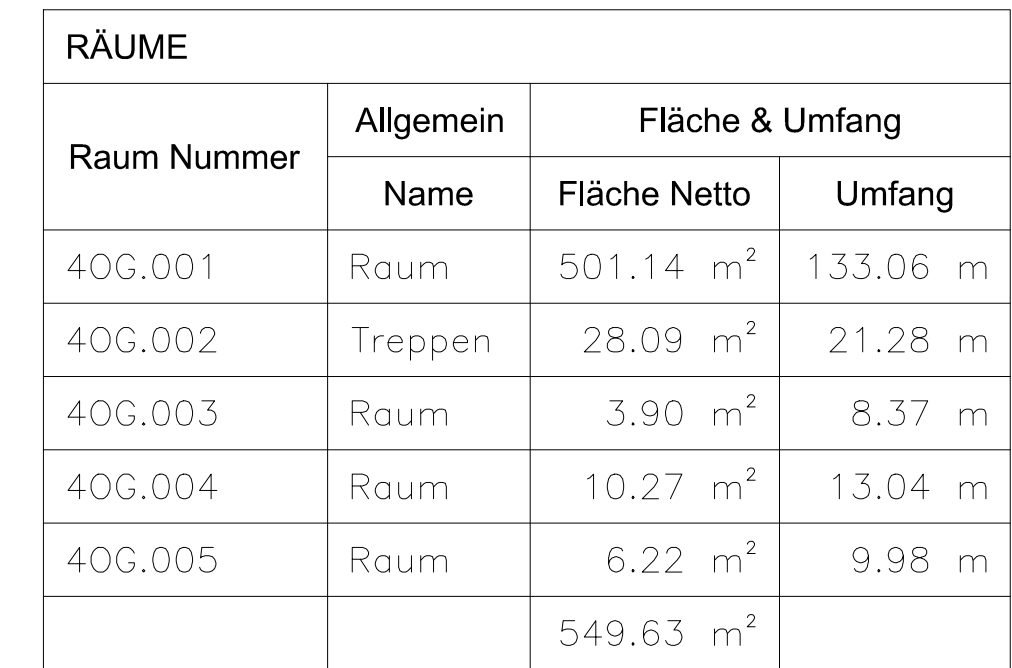 RÄUME
Raum Nummer Allgemein Fläche & Umfang
Name Fläche Netto Umfang
4OG.001 Raum 501.14 m² 133.06 m
4OG.002 Treppen 28.09 m² 21.28 m
4OG.003 Raum 3.90 m² 8.37 m
4OG.004 Raum 10.27 m² 13.04 m
4OG.005 Raum 6.22 m² 9.98 m
549.63 m²